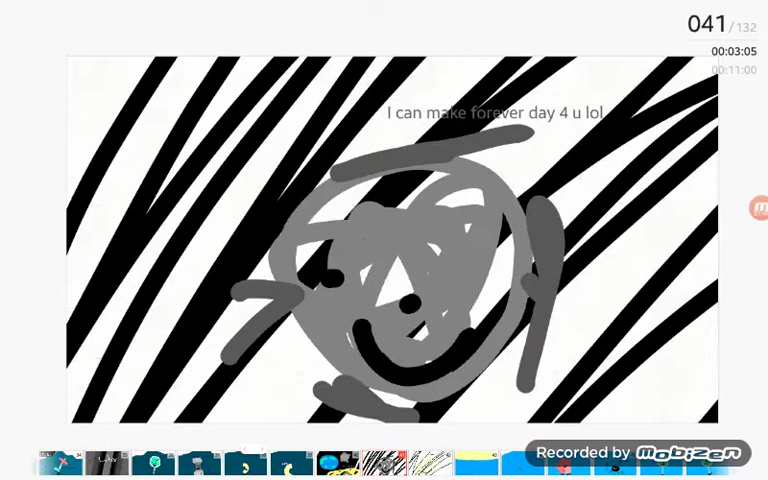 041 / 132
00:03:05
00:11:00
I can make forever day 4 u lol
Recorded by mobizen